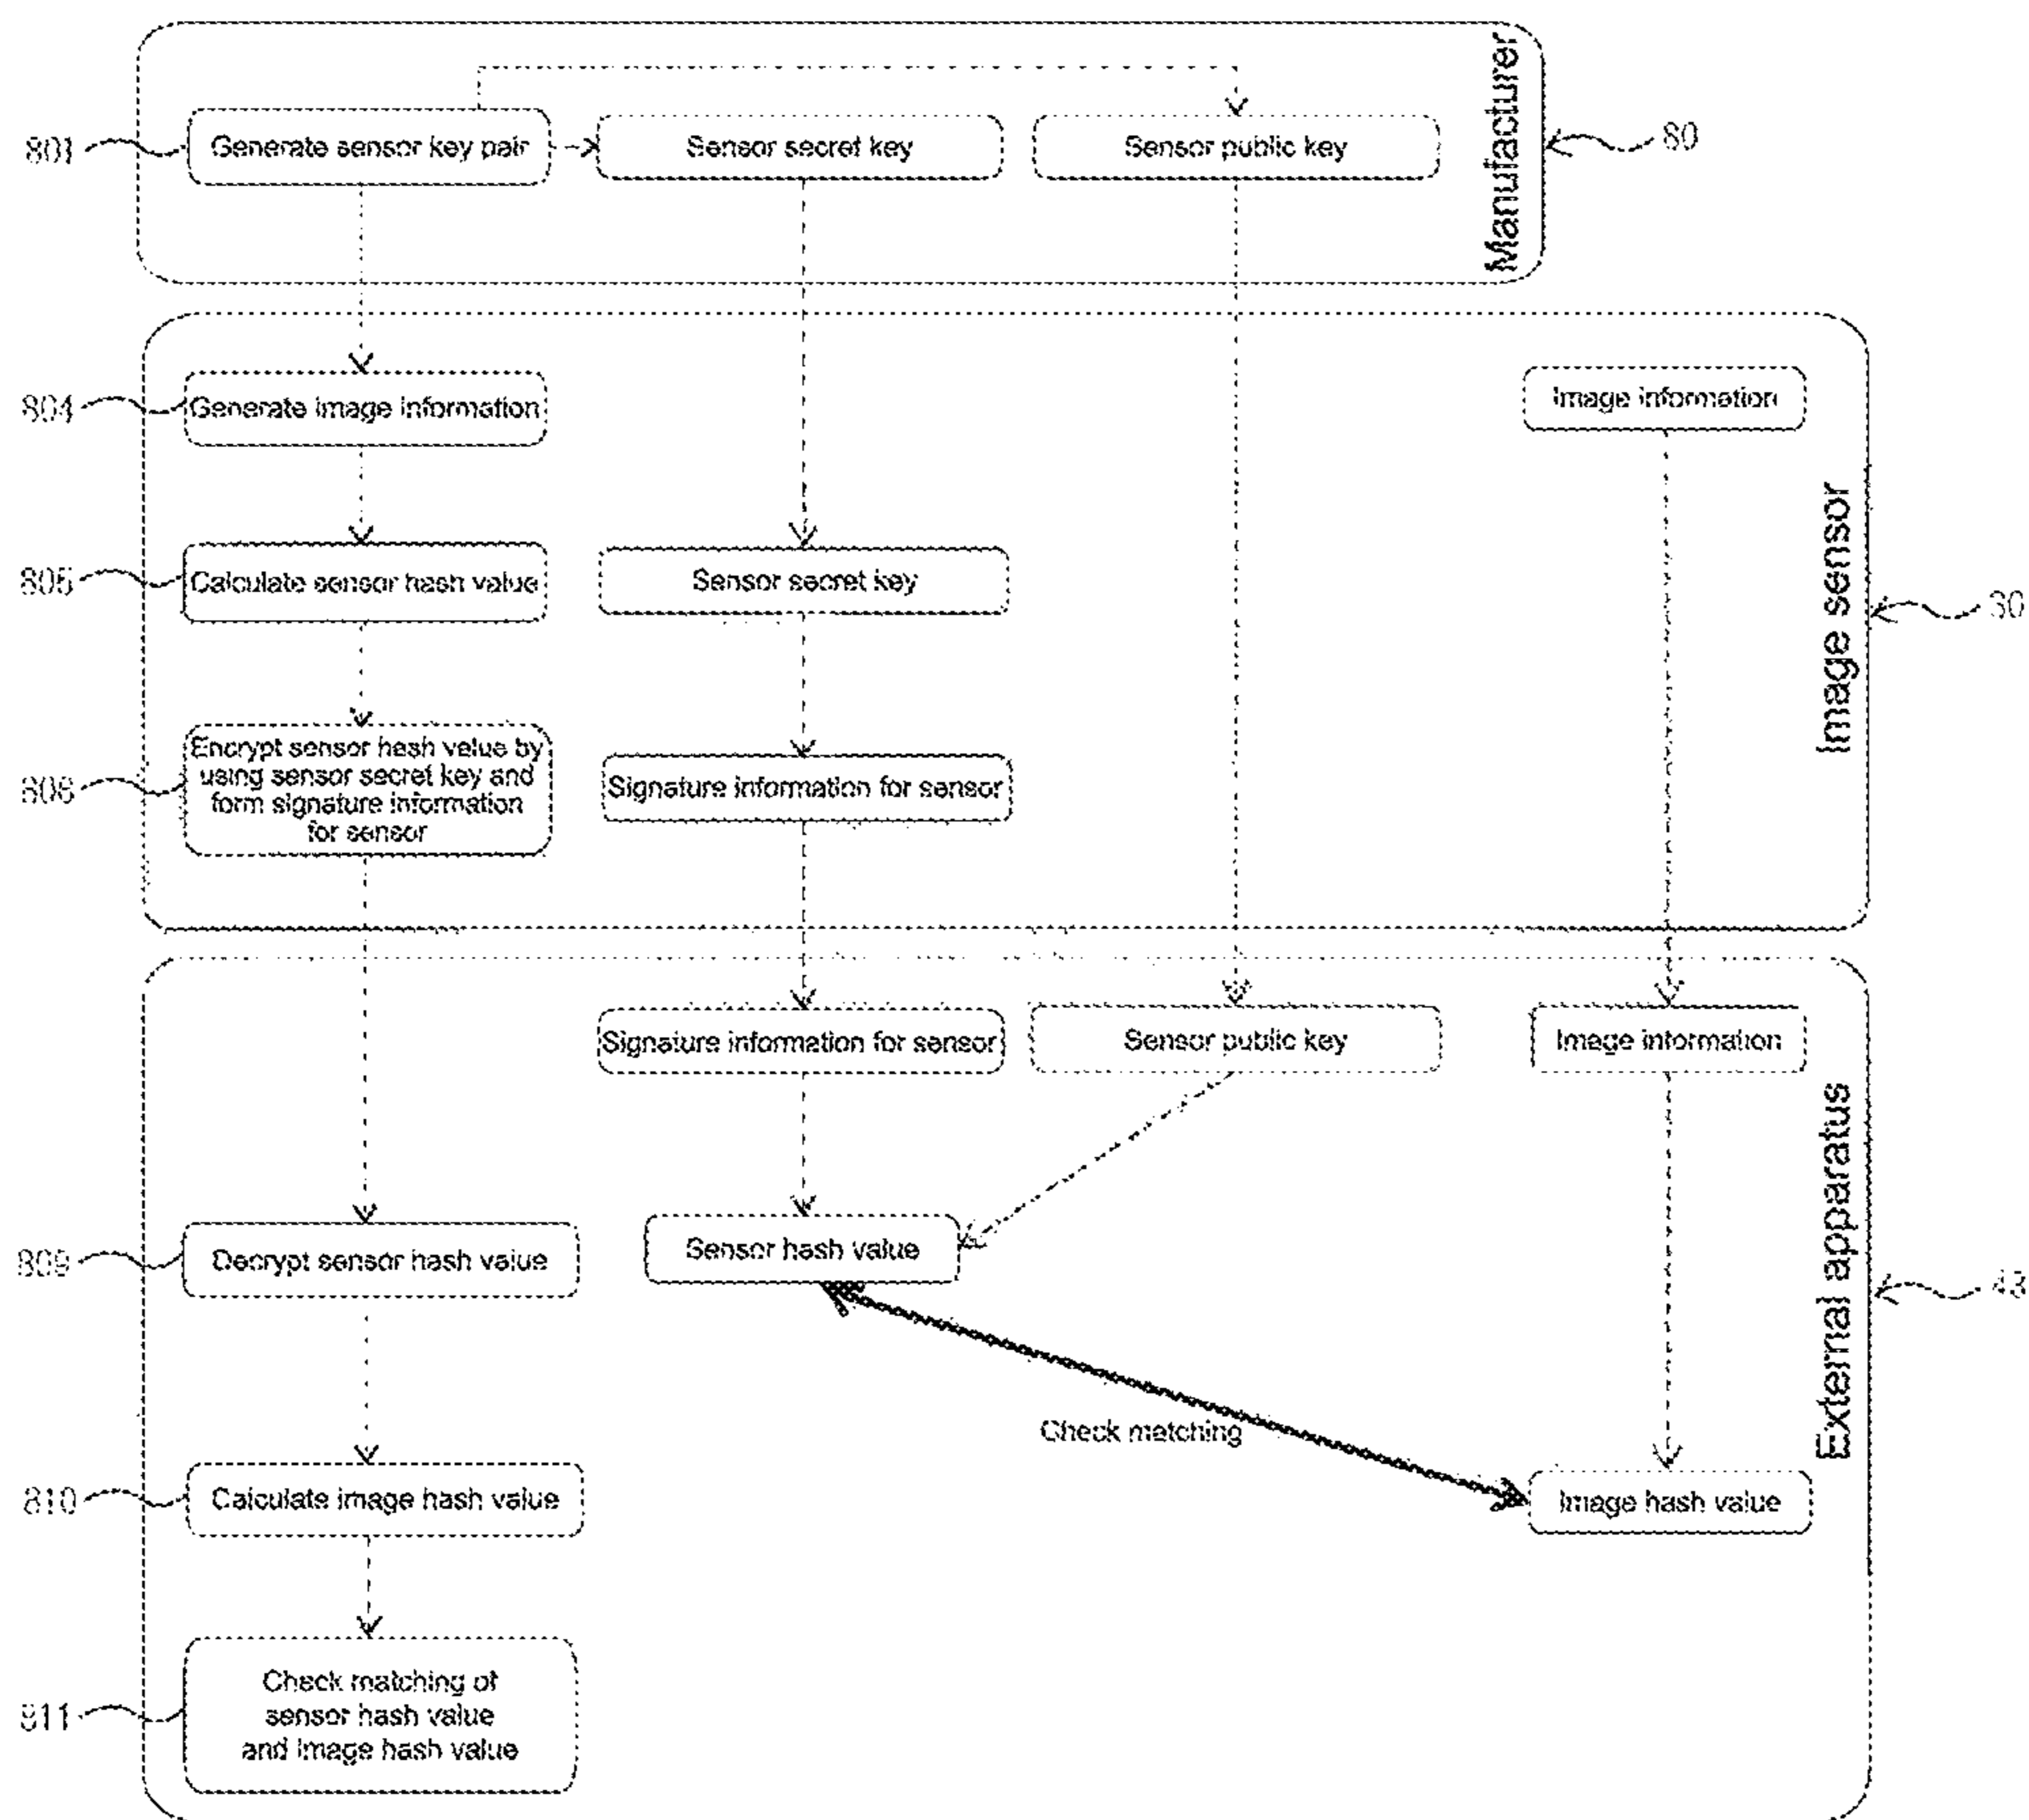 801
Generate sensor key pair
Sensor secret key
Sensor public key
Manufacturer
80
804
Generate image information
Image information
805
Calculate sensor hash value
Sensor secret key
Image sensor
30
806
Encrypt sensor hash value by
using sensor secret key and
form signature information
for sensor
Signature information for sensor
Signature information for sensor
Sensor public key
Image information
External apparatus
43
809
Decrypt sensor hash value
Sensor hash value
Check matching
810
Calculate image hash value
Image hash value
811
Check matching of
sensor hash value
and image hash value